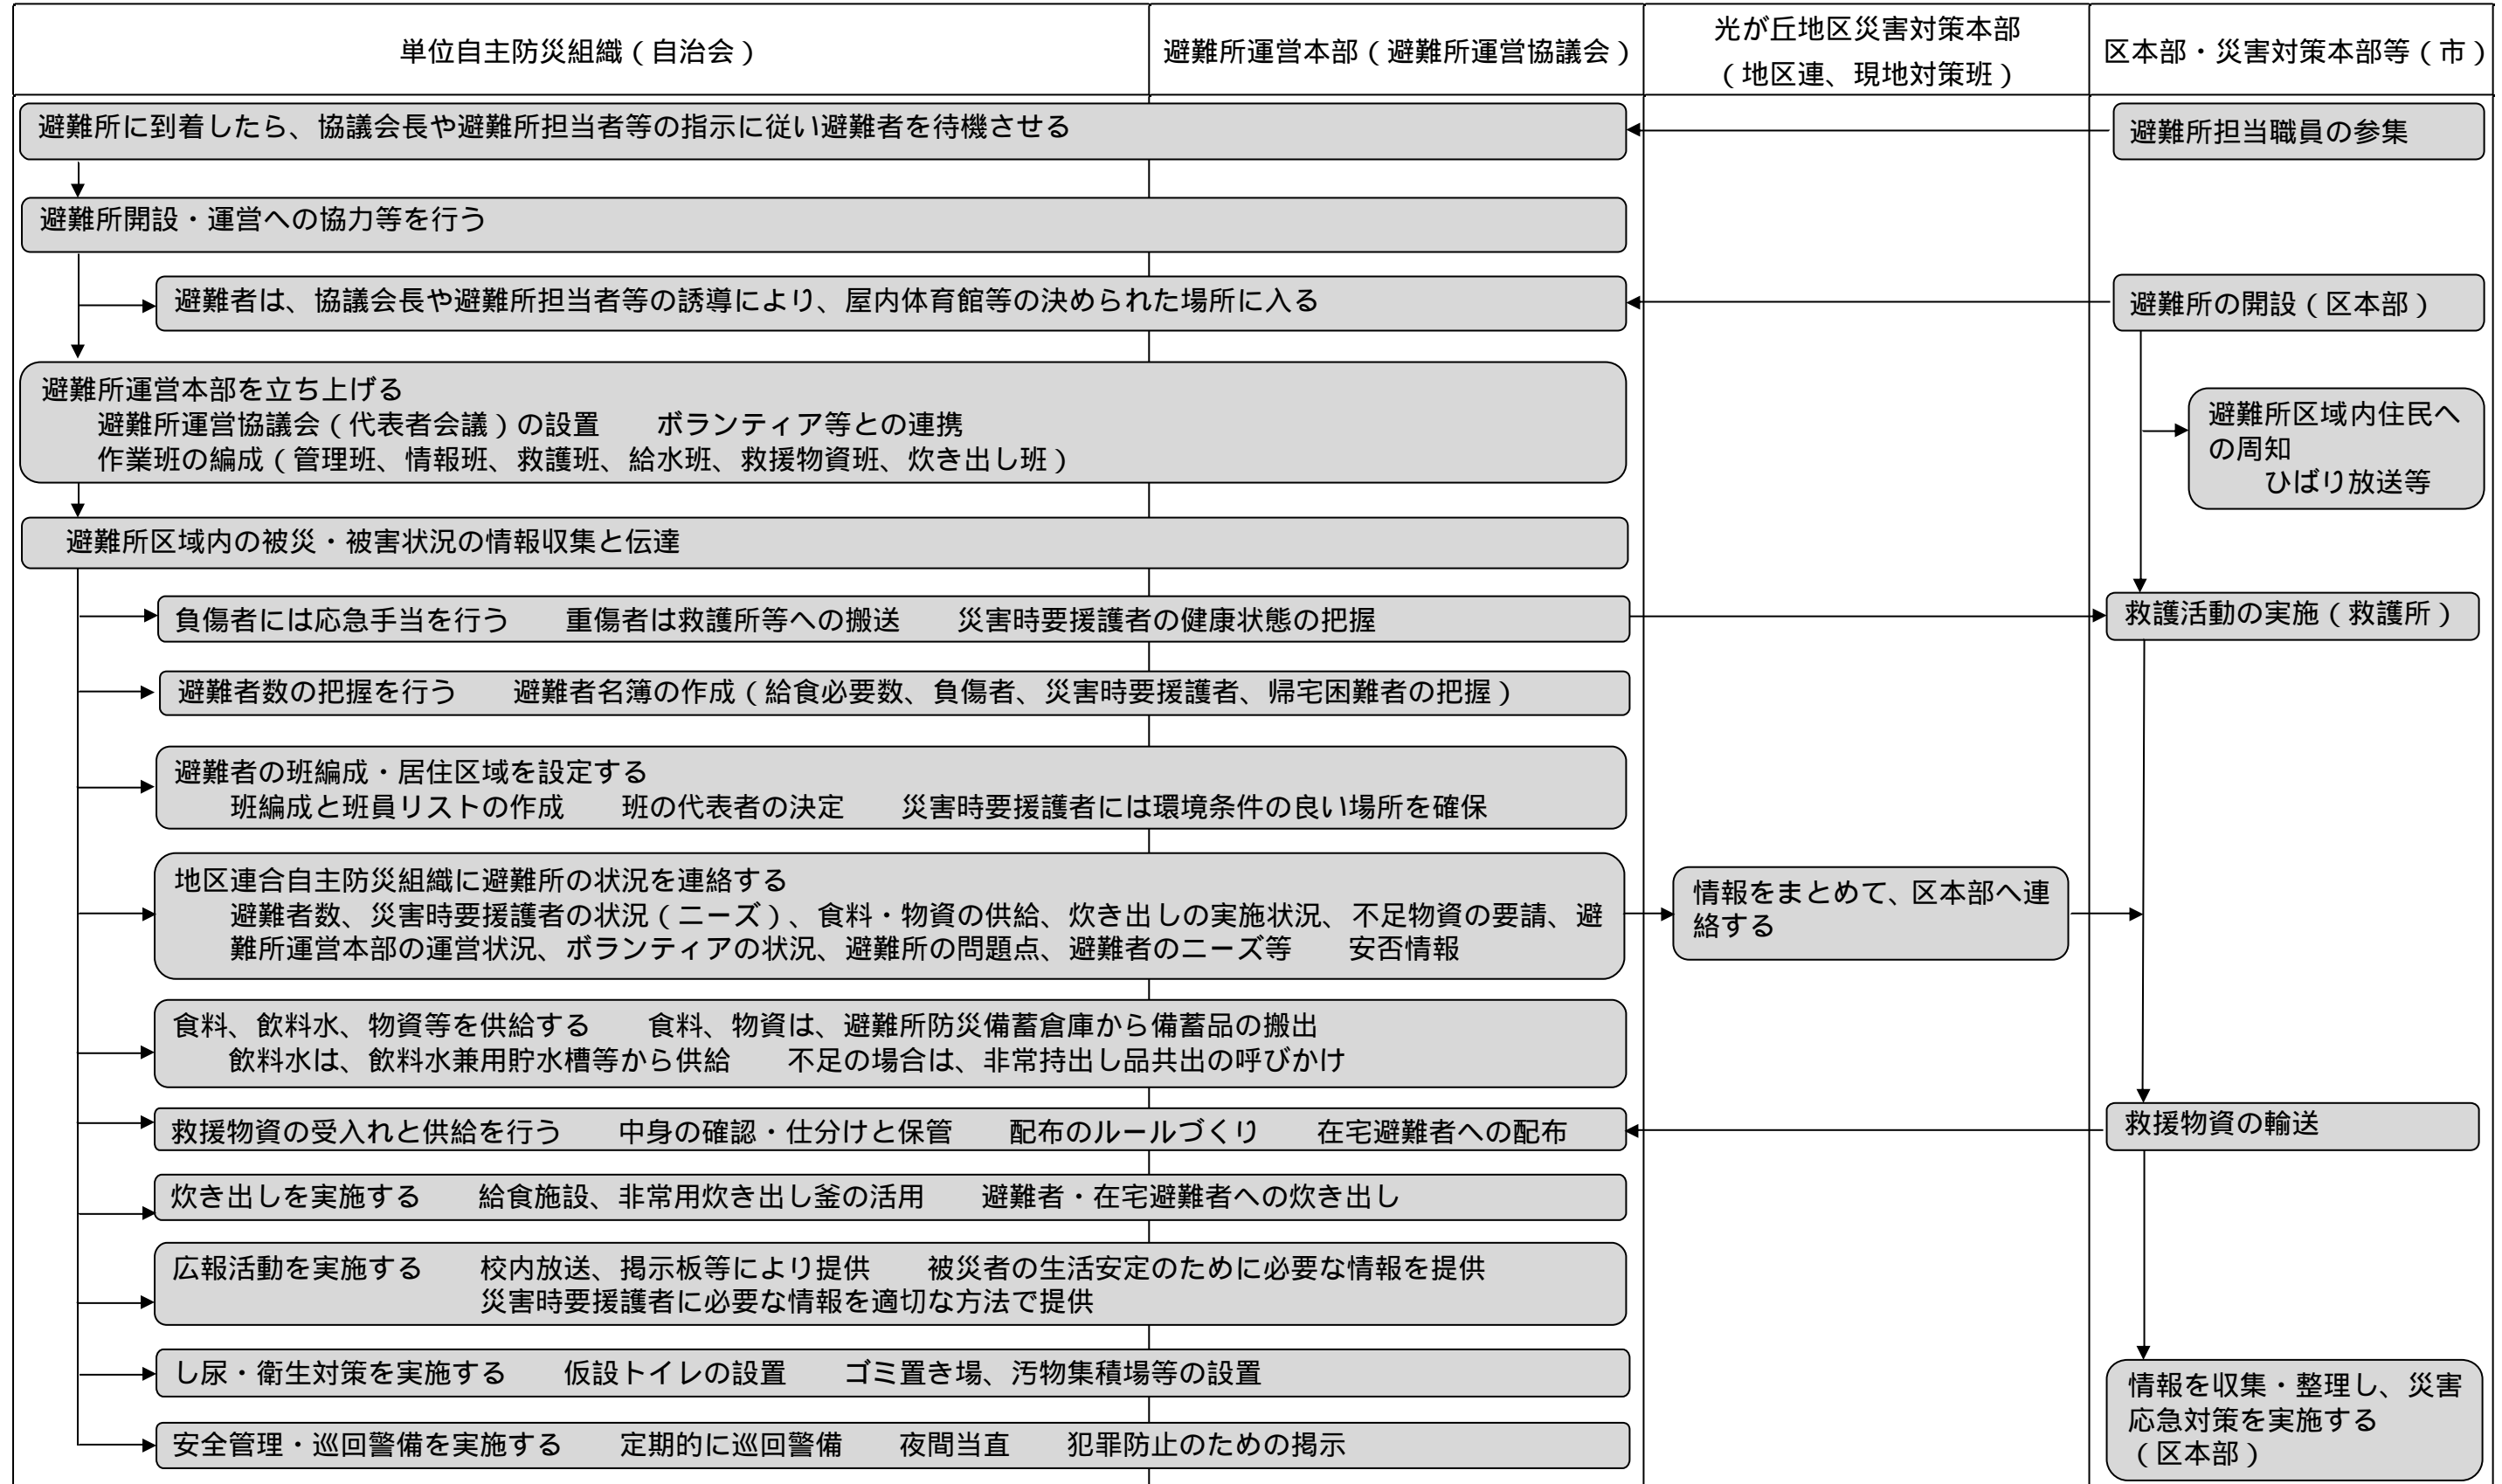 単位自主防災組織（自治会）
避難所運営本部（避難所運営協議会）
光が丘地区災害対策本部
（地区連、現地対策班）
区本部・災害対策本部等（市）
避難所に到着したら、協議会長や避難所担当者等の指示に従い避難者を待機させる
避難所担当職員の参集
避難所開設・運営への協力等を行う
避難者は、協議会長や避難所担当者等の誘導により、屋内体育館等の決められた場所に入る
避難所の開設（区本部）
避難所運営本部を立ち上げる
避難所運営協議会（代表者会議）の設置　　ボランティア等との連携
作業班の編成（管理班、情報班、救護班、給水班、救援物資班、炊き出し班）
避難所区域内住民へ
の周知
ひばり放送等
避難所区域内の被災・被害状況の情報収集と伝達
負傷者には応急手当を行う　　重傷者は救護所等への搬送　　災害時要援護者の健康状態の把握
救護活動の実施（救護所）
避難者数の把握を行う　　避難者名簿の作成（給食必要数、負傷者、災害時要援護者、帰宅困難者の把握）
避難者の班編成・居住区域を設定する
班編成と班員リストの作成　　班の代表者の決定　　災害時要援護者には環境条件の良い場所を確保
地区連合自主防災組織に避難所の状況を連絡する
避難者数、災害時要援護者の状況（ニーズ）、食料・物資の供給、炊き出しの実施状況、不足物資の要請、避
難所運営本部の運営状況、ボランティアの状況、避難所の問題点、避難者のニーズ等　　安否情報
情報をまとめて、区本部へ連
絡する
食料、飲料水、物資等を供給する　　食料、物資は、避難所防災備蓄倉庫から備蓄品の搬出
飲料水は、飲料水兼用貯水槽等から供給　　不足の場合は、非常持出し品共出の呼びかけ
救援物資の受入れと供給を行う　　中身の確認・仕分けと保管　　配布のルールづくり　　在宅避難者への配布
救援物資の輸送
炊き出しを実施する　　給食施設、非常用炊き出し釜の活用　　避難者・在宅避難者への炊き出し
広報活動を実施する　　校内放送、掲示板等により提供　　被災者の生活安定のために必要な情報を提供
災害時要援護者に必要な情報を適切な方法で提供
し尿・衛生対策を実施する　　仮設トイレの設置　　ゴミ置き場、汚物集積場等の設置
情報を収集・整理し、災害
応急対策を実施する
（区本部）
安全管理・巡回警備を実施する　　定期的に巡回警備　　夜間当直　　犯罪防止のための掲示